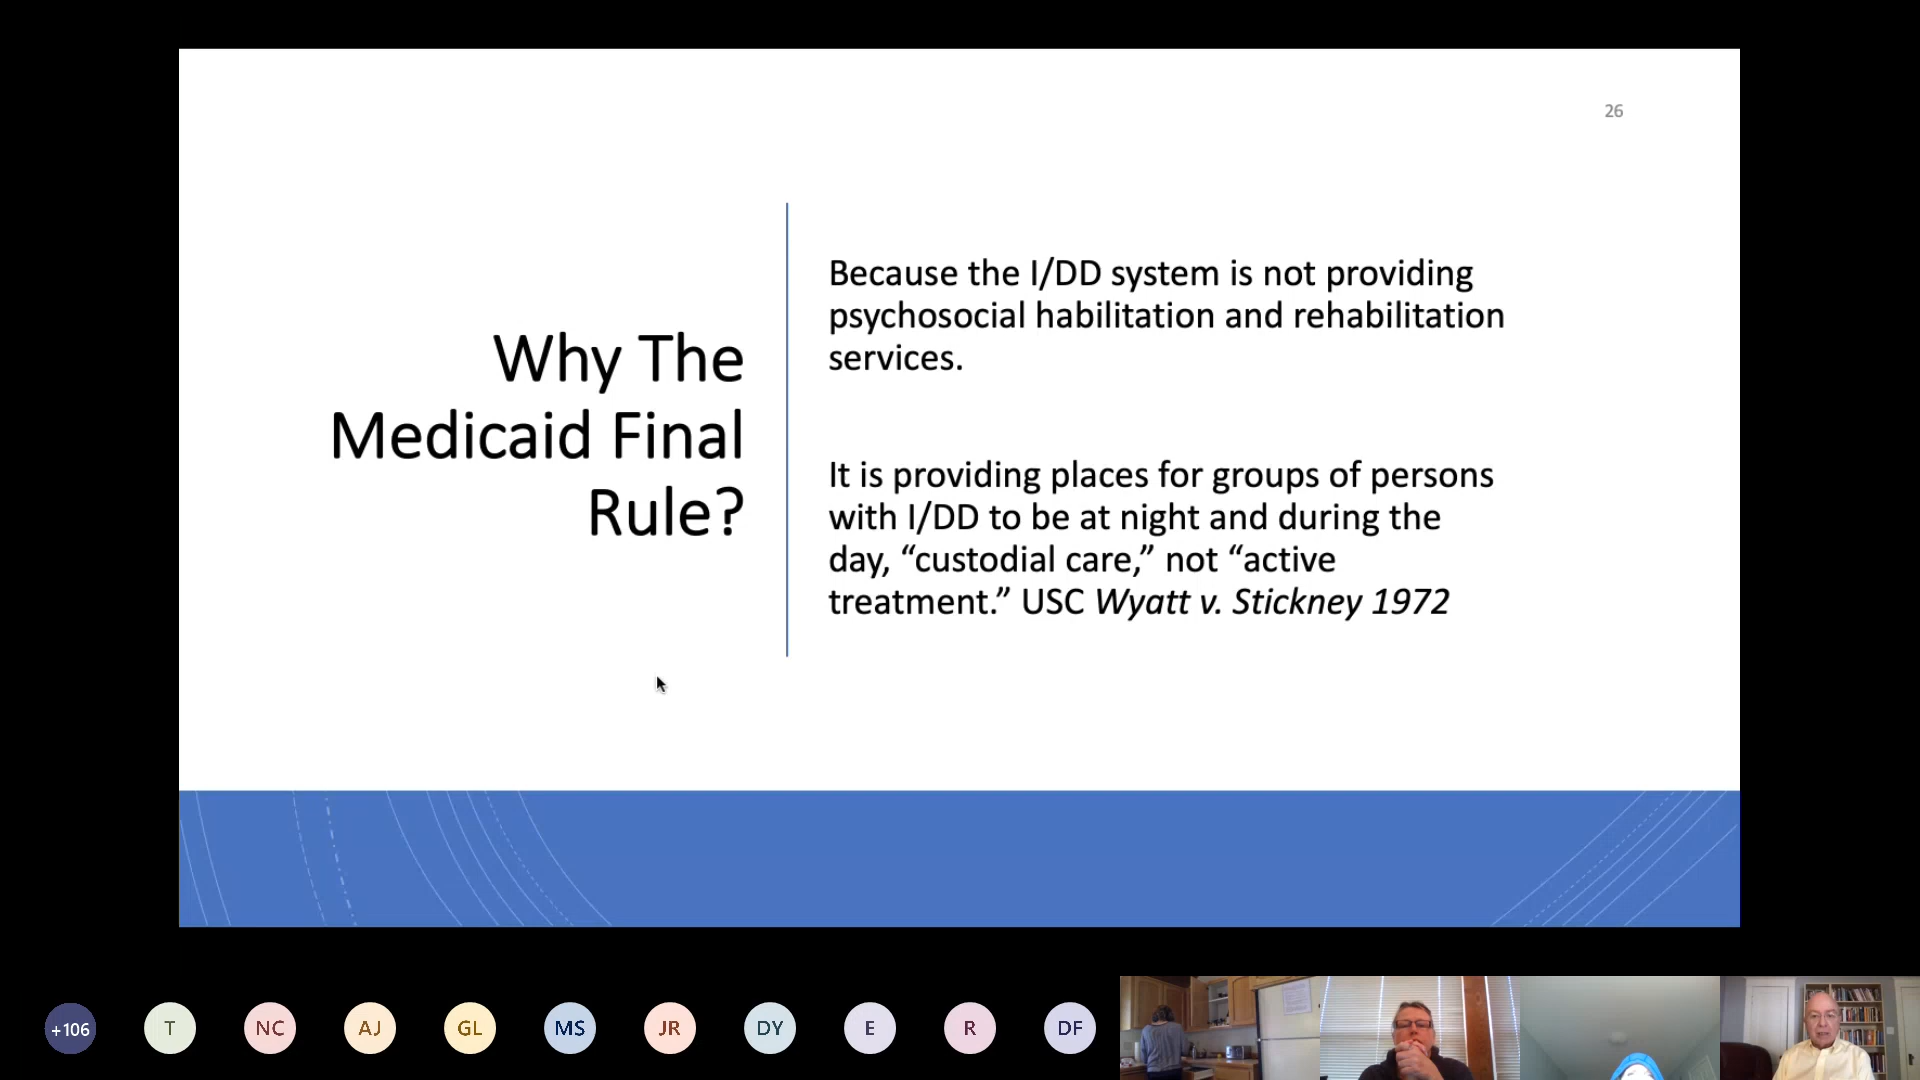 26
Why The
Medicaid Final
Rule?
Because the I/DD system is not providing
psychosocial habilitation and rehabilitation
services.
It is providing places for groups of persons
with I/DD to be at night and during the
day, “custodial care,” not “active
treatment.” USC Wyatt v. Stickney 1972
+106
T
NC
AJ
GL
MS
JR
DY
E
R
DF